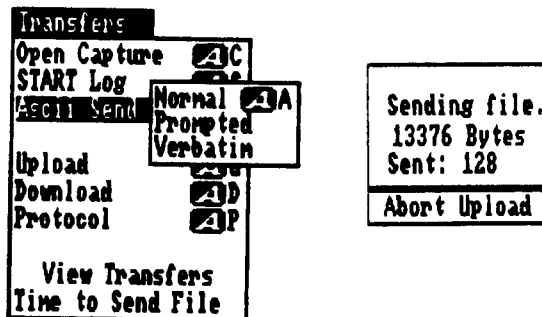 Transfers
Open Capture A C
START Log
Ascii Send
Normal A A
Prompted
Verbatim
Upload
Download A D
Protocol A P
View Transfers
Time to Send File
Sending file.
13376 Bytes
Sent: 128
Abort Upload